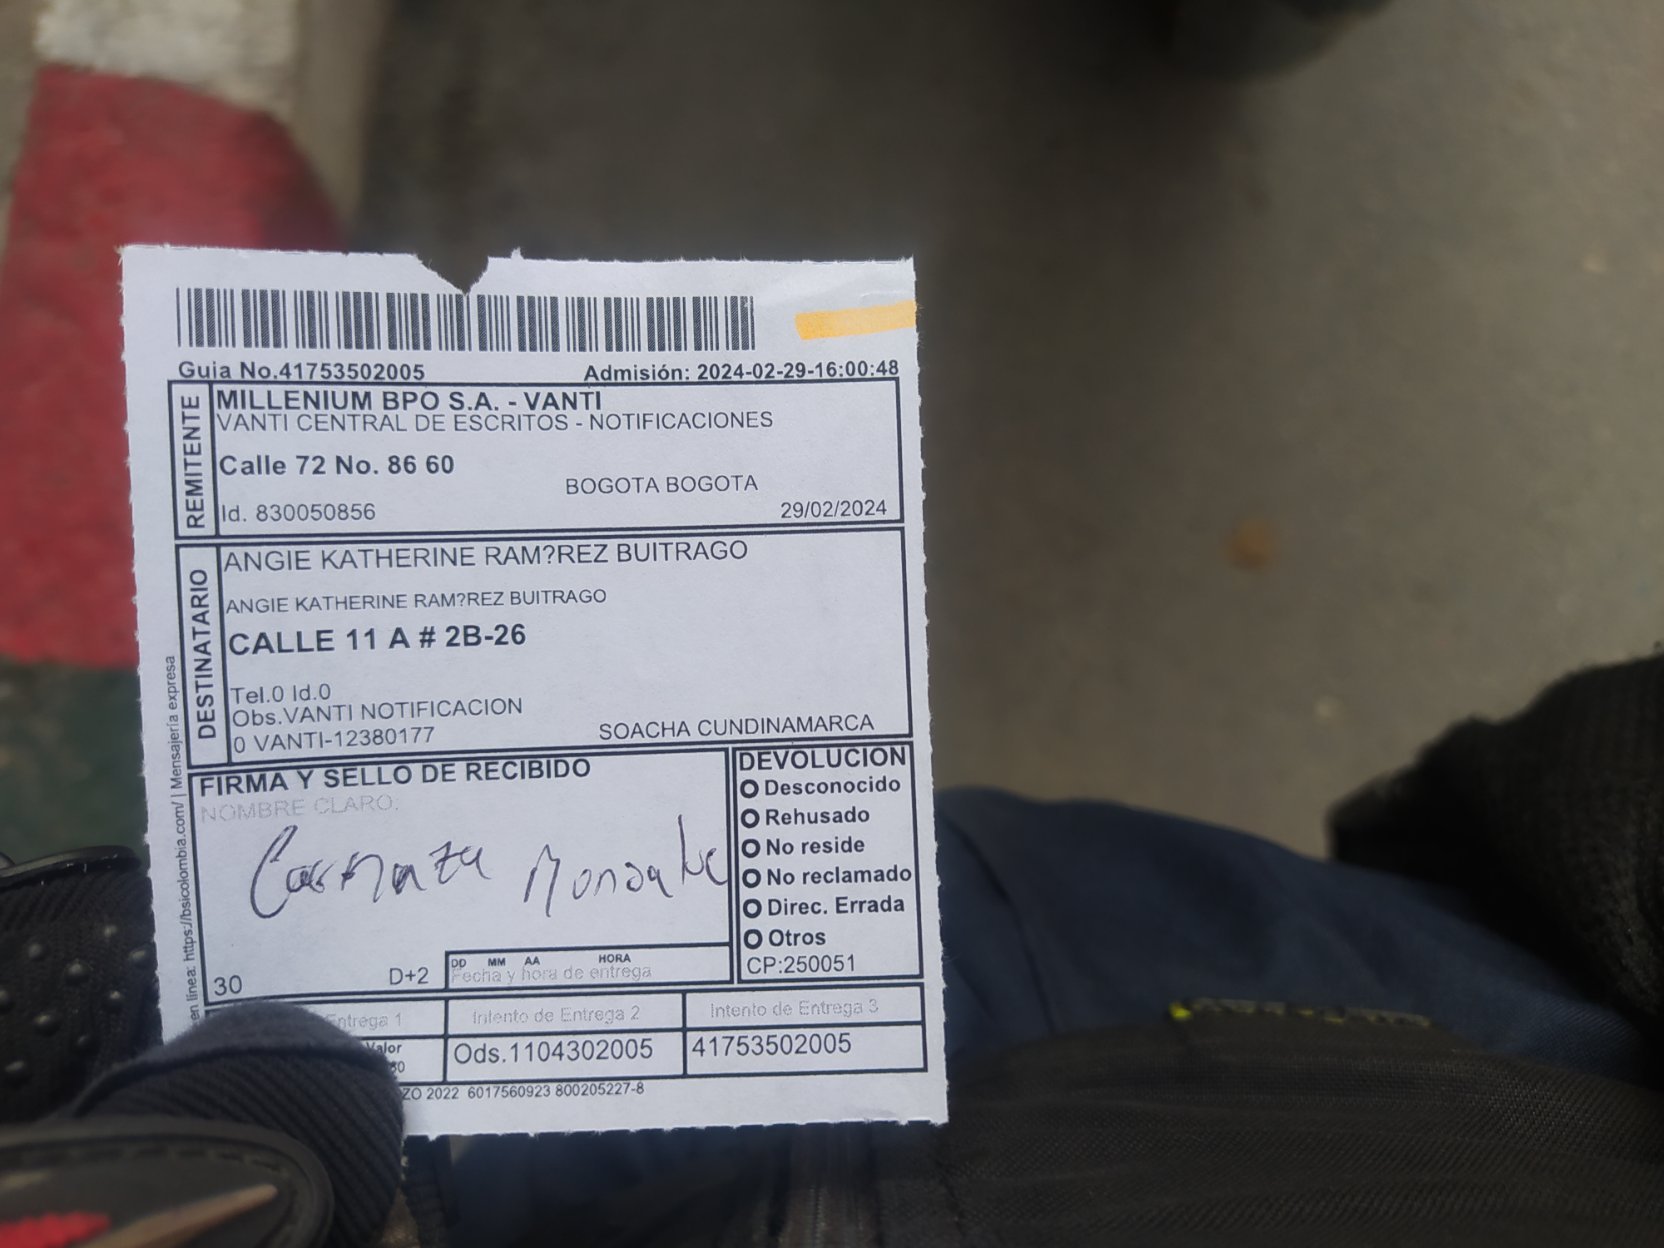 Guia No.41753502005 Admisión: 2024-02-29-16:00:48
REMITENTE
MILLENIUM BPO S.A. - VANTI
VANTI CENTRAL DE ESCRITOS - NOTIFICACIONES
Calle 72 No. 86 60
BOGOTA BOGOTA
Id. 830050856 29/02/2024
DESTINATARIO
ANGIE KATHERINE RAM?REZ BUITRAGO
ANGIE KATHERINE RAM?REZ BUITRAGO
CALLE 11 A # 2B-26
Tel.0 Id.0
Obs.VANTI NOTIFICACION
0 VANTI-12380177 SOACHA CUNDINAMARCA
FIRMA Y SELLO DE RECIBIDO
NOMBRE CLARO:
30 D+2
DD MM AA HORA
Fecha y hora de entrega
DEVOLUCION
Desconocido
Rehusado
No reside
No reclamado
Direc. Errada
Otros
CP:250051
Entrega 1 Intento de Entrega 2 Intento de Entrega 3
Valor
Ods.1104302005 41753502005
2022 6017560923 800205227-8
en línea: https://bsicolombia.com/ | Mensajería expresa